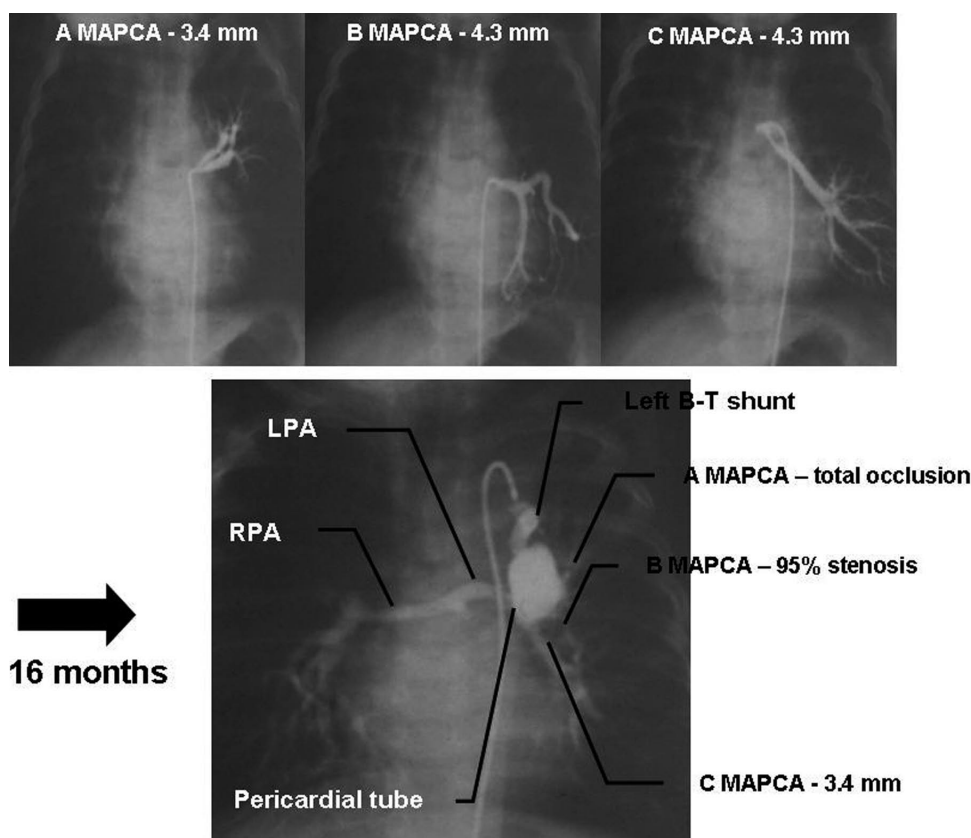 A MAPCA - 3.4 mm
B MAPCA - 4.3 mm
C MAPCA - 4.3 mm
Left B-T shunt
LPA
A MAPCA – total occlusion
RPA
B MAPCA – 95% stenosis
16 months
C MAPCA - 3.4 mm
Pericardial tube